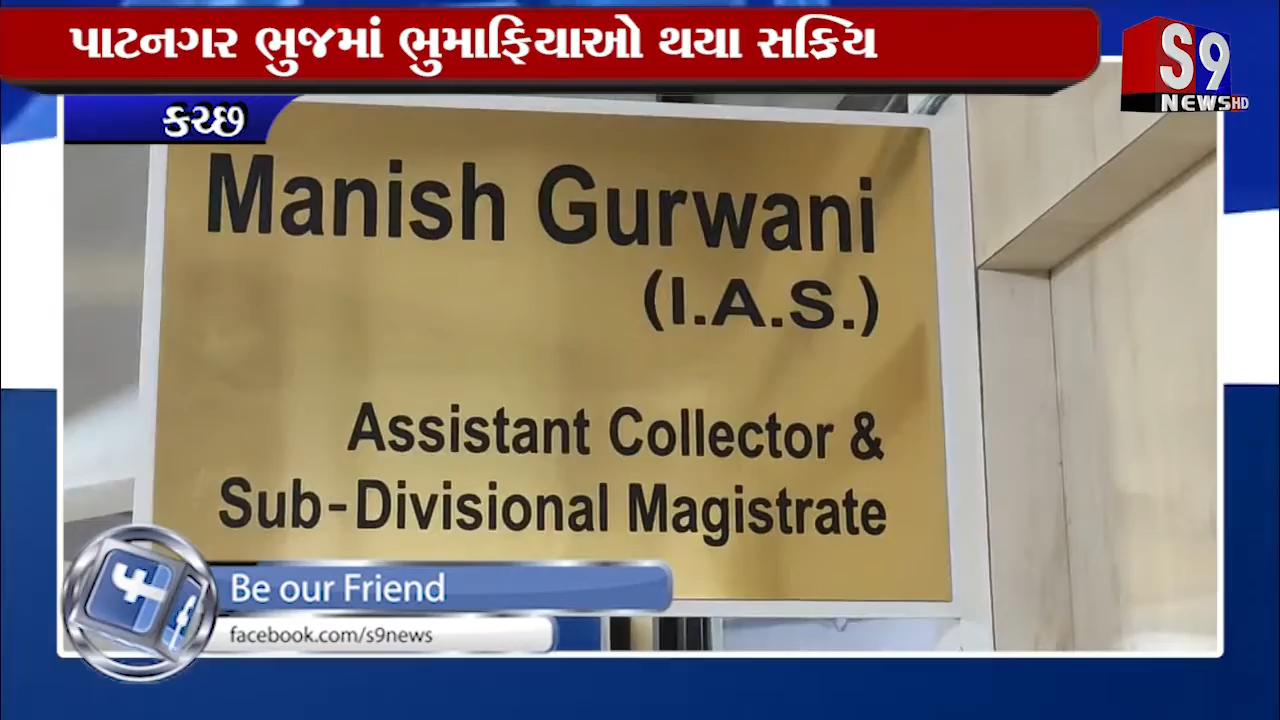 પાટનગર ભુજમાં ભુમાફિયાઓ થયા સક્રિય
S9
NEWS HD
કચ્છ
Manish Gurwani
(I.A.S.)
Assistant Collector &
Sub-Divisional Magistrate
f
Be our Friend
facebook.com/s9news